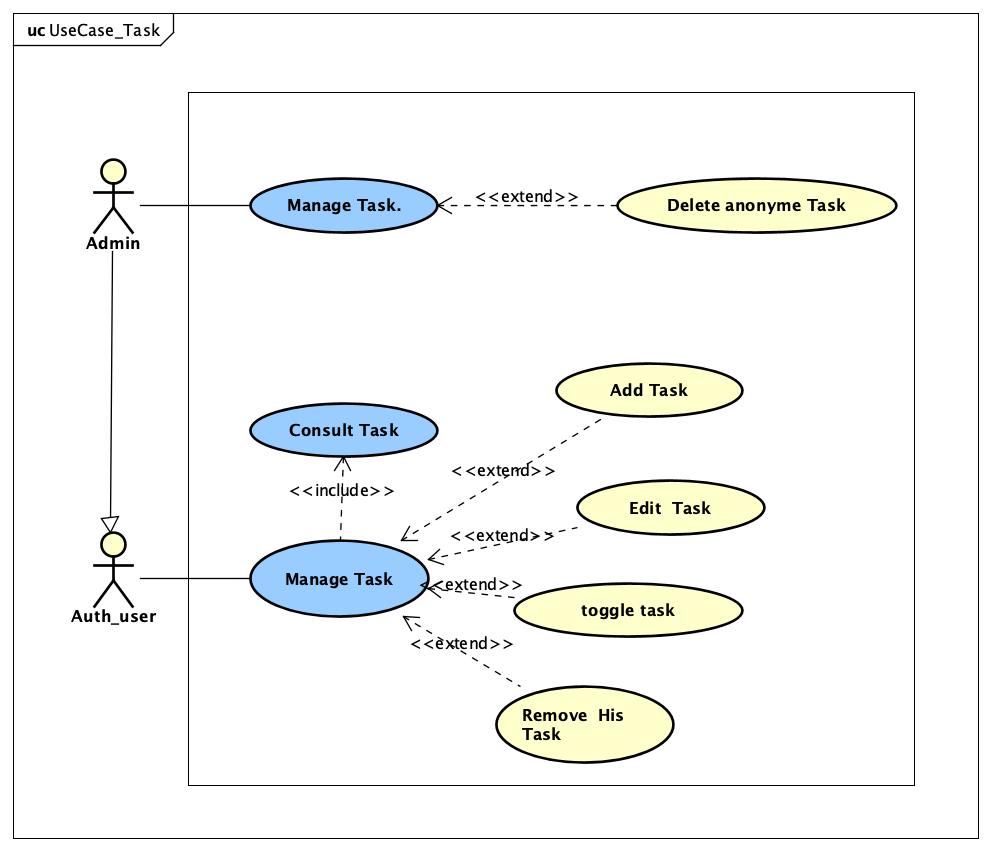 uc UseCase_Task
Manage Task.
<<extend>>
Delete anonyme Task
Admin
Add Task
Consult Task
<<extend>>
<<include>>
Edit  Task
<<extend>>
Manage Task
<<extend>>
toggle task
Auth_user
<<extend>>
Remove  His
Task